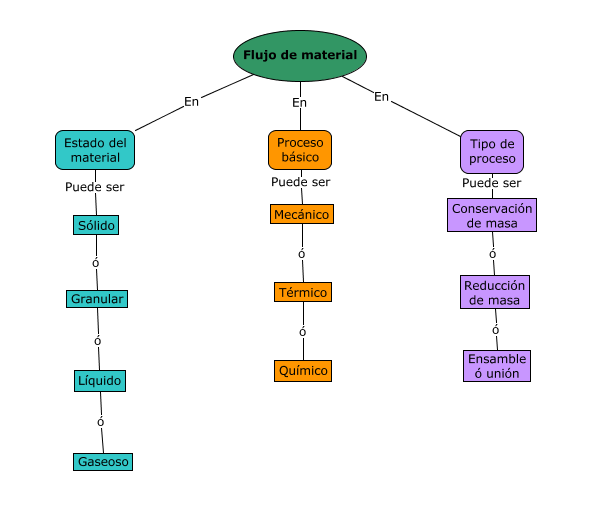 Flujo de material
En
En
En
Estado del
material
Proceso
básico
Tipo de
proceso
Puede ser
Puede ser
Puede ser
Sólido
Mecánico
Conservación
de masa
ó
ó
ó
Granular
Térmico
Reducción
de masa
ó
ó
ó
Líquido
Químico
Ensamble
ó unión
ó
Gaseoso